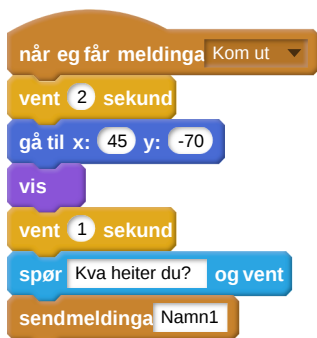 når eg får meldinga Kom ut
vent 2 sekund
gå til x: 45 y: -70
vis
vent 1 sekund
spør Kva heiter du? og vent
sendmeldinga Namn1